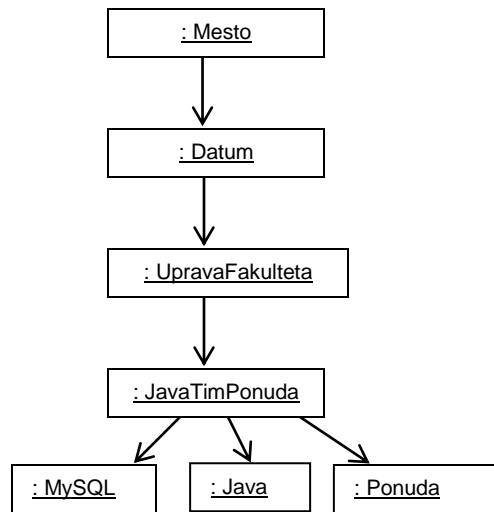 : Mesto
: Datum
: UpravaFakulteta
: JavaTimPonuda
: MySQL
: Java
: Ponuda